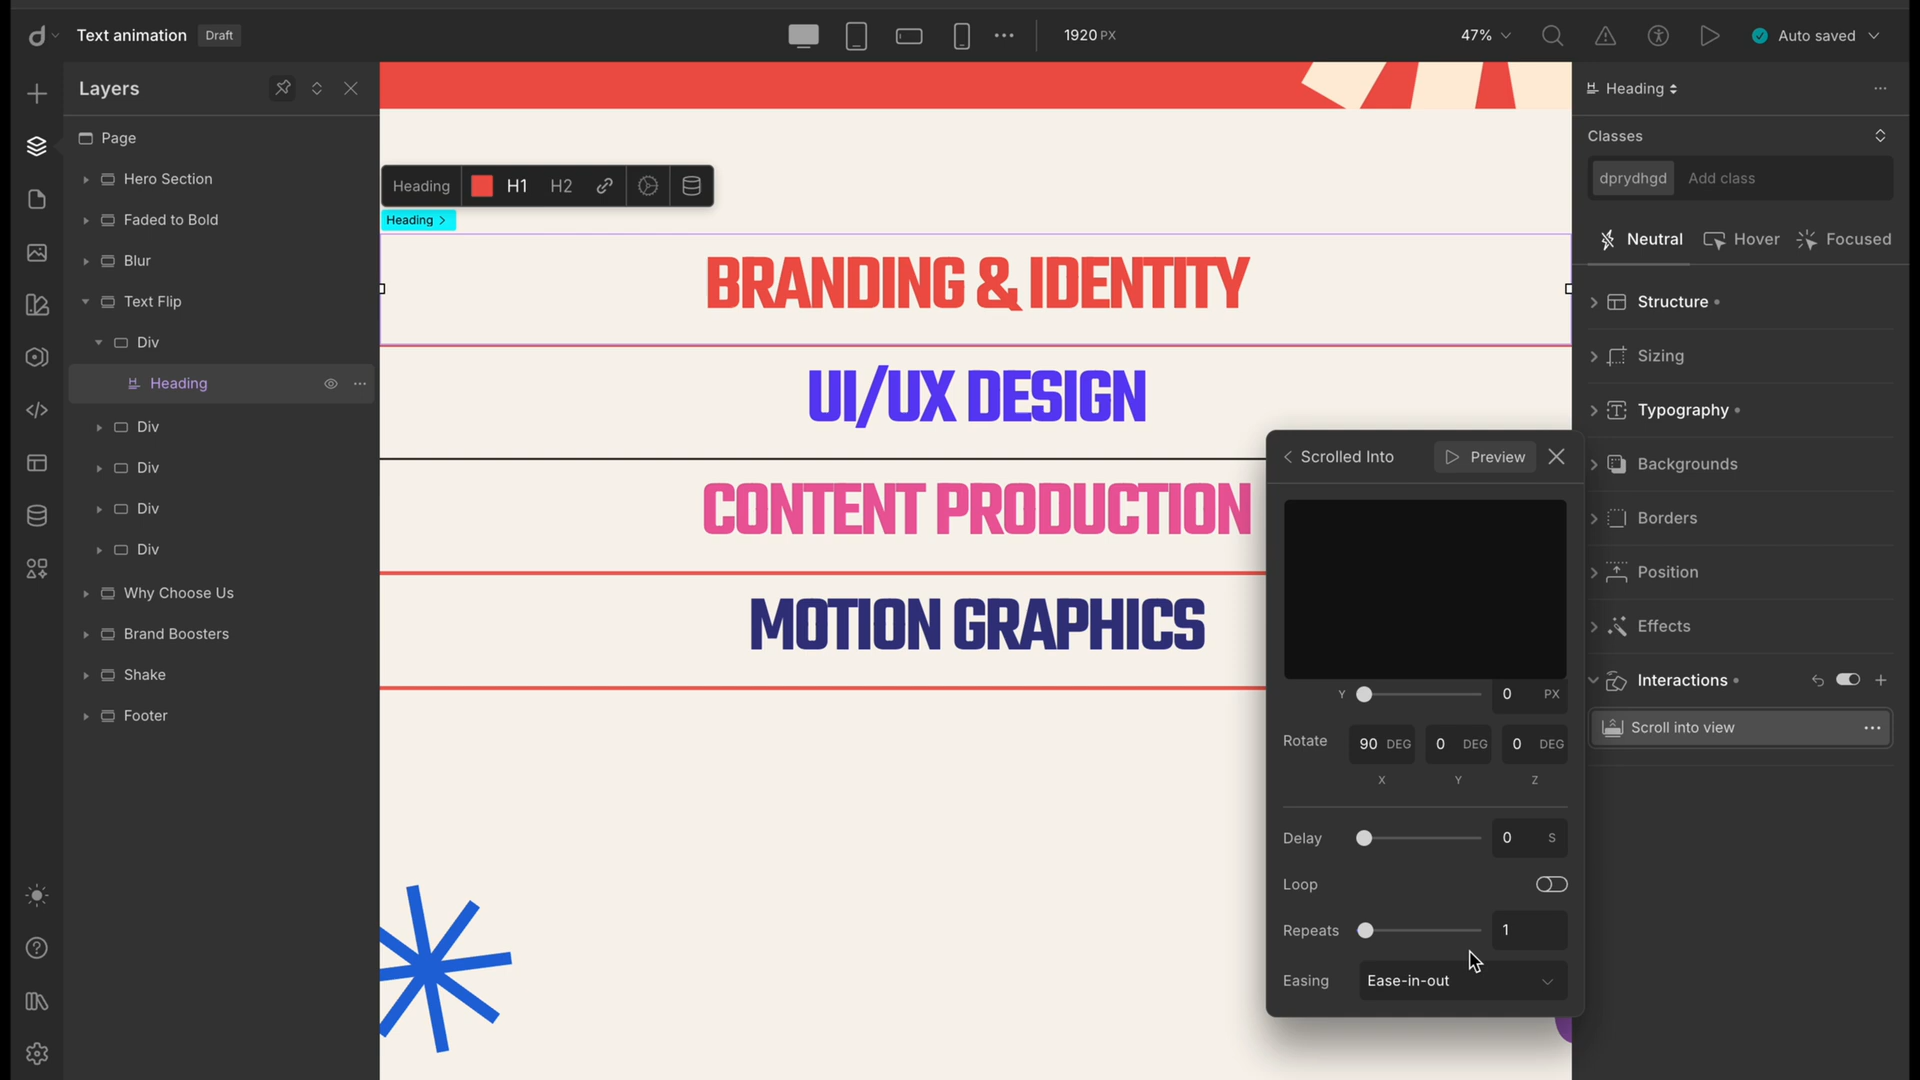 Text animation Draft 1920 PX 47% Auto saved
Layers
Page
Hero Section
Faded to Bold
Blur
Text Flip
Div
Heading
Div
Div
Div
Div
Why Choose Us
Brand Boosters
Shake
Footer
Heading H1 H2
Heading >
BRANDING & IDENTITY
UI/UX DESIGN
CONTENT PRODUCTION
MOTION GRAPHICS
Scrolled Into Preview
Y 0 PX
Rotate 90 DEG 0 DEG 0 DEG
X Y Z
Delay 0 S
Loop
Repeats 1
Easing Ease-in-out
Heading
Classes
dprydhgd Add class
Neutral Hover Focused
Structure
Sizing
Typography
Backgrounds
Borders
Position
Effects
Interactions
Scroll into view